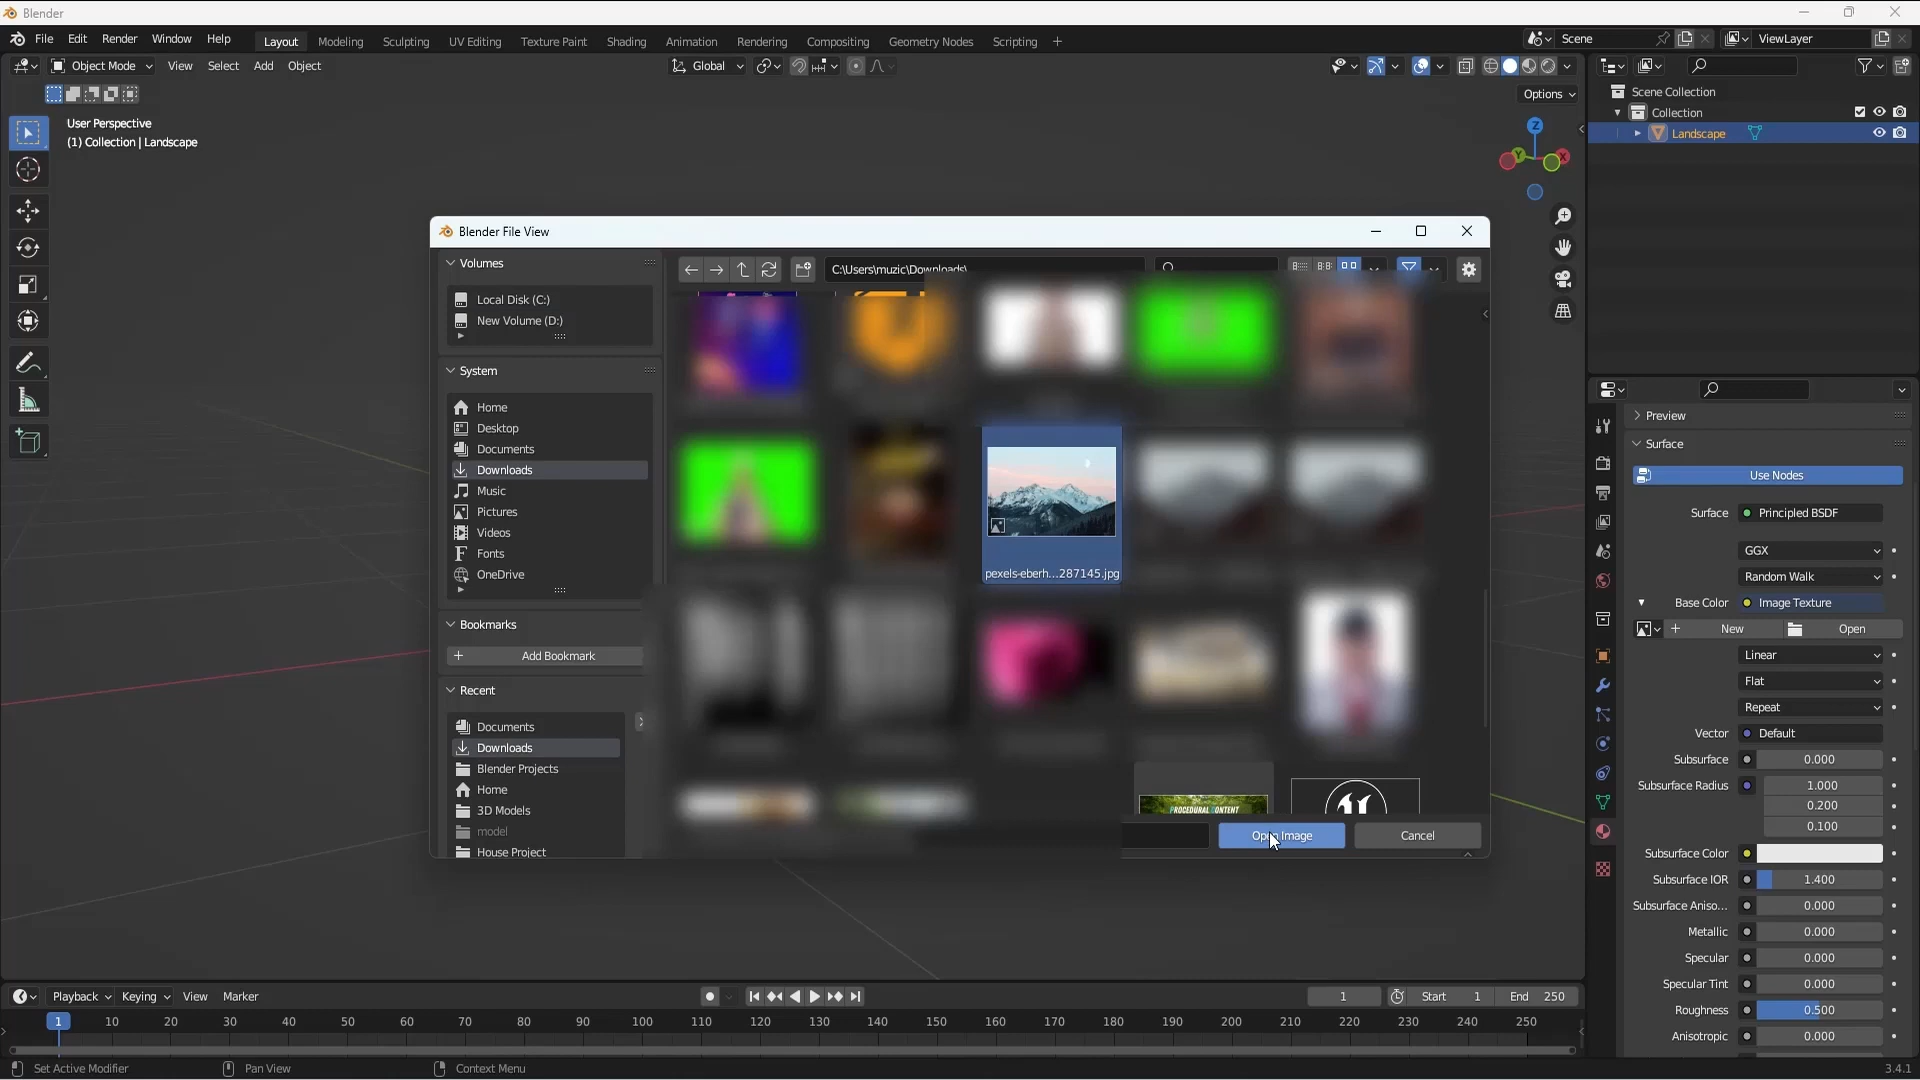 Blender
File Edit Render Window Help Layout Modeling Sculpting UV Editing Texture Paint Shading Animation Rendering Compositing Geometry Nodes Scripting + Scene ViewLayer
Object Mode View Select Add Object Global
Options
User Perspective
(1) Collection | Landscape
Z
Y X
Scene Collection
Collection
Landscape
Blender File View
Volumes
Local Disk (C:)
New Volume (D:)
System
Home
Desktop
Documents
Downloads
Music
Pictures
Videos
Fonts
OneDrive
Bookmarks
+ Add Bookmark
Recent
Documents
Downloads
Blender Projects
Home
3D Models
model
House Project
C:\Users\muzic\Downloads\
pexels-eberh...287145.jpg
PROCEDURAL CONTENT
Open Image Cancel
Preview
Surface
Use Nodes
Surface Principled BSDF
GGX
Random Walk
Base Color Image Texture
+ New Open
Linear
Flat
Repeat
Vector Default
Subsurface 0.000
Subsurface Radius 1.000
0.200
0.100
Subsurface Color
Subsurface IOR 1.400
Subsurface Aniso... 0.000
Metallic 0.000
Specular 0.000
Specular Tint 0.000
Roughness 0.500
Anisotropic 0.000
Playback Keying View Marker 1 Start 1 End 250
1 10 20 30 40 50 60 70 80 90 100 110 120 130 140 150 160 170 180 190 200 210 220 230 240 250
Set Active Modifier Pan View Context Menu 3.4.1